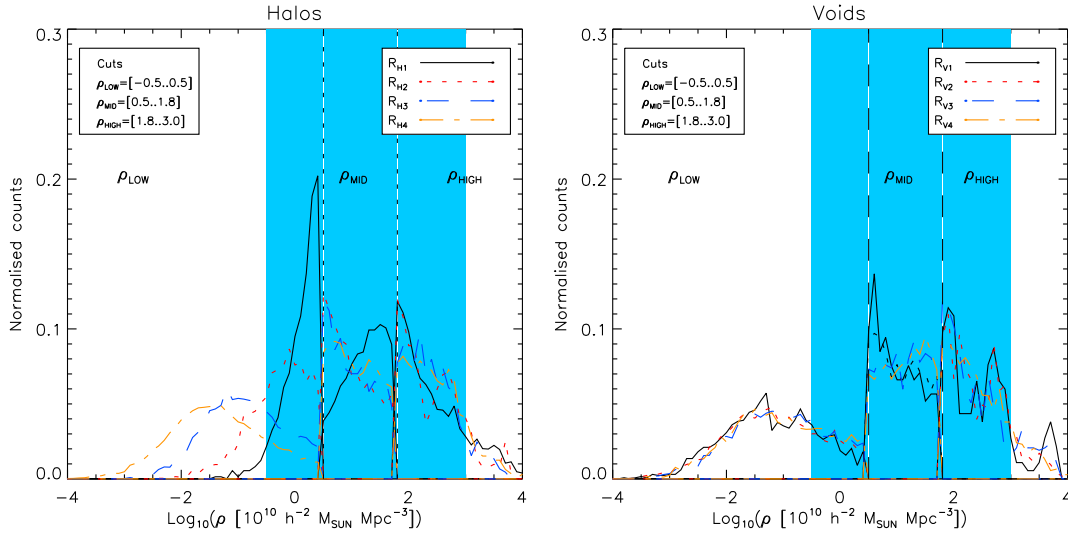 Halos
0.3
0.2
0.1
0.0
Normalised counts
Cuts
ρLOW=[-0.5..0.5]
ρMID=[0.5..1.8]
ρHIGH=[1.8..3.0]
RH1
RH2
RH3
RH4
ρLOW
ρMID
ρHIGH
-4 -2 0 2 4
Log10(ρ [10^10 h^-2 MSUN Mpc^-3])
Voids
0.3
0.2
0.1
0.0
Normalised counts
Cuts
ρLOW=[-0.5..0.5]
ρMID=[0.5..1.8]
ρHIGH=[1.8..3.0]
RV1
RV2
RV3
RV4
ρLOW
ρMID
ρHIGH
-4 -2 0 2 4
Log10(ρ [10^10 h^-2 MSUN Mpc^-3])